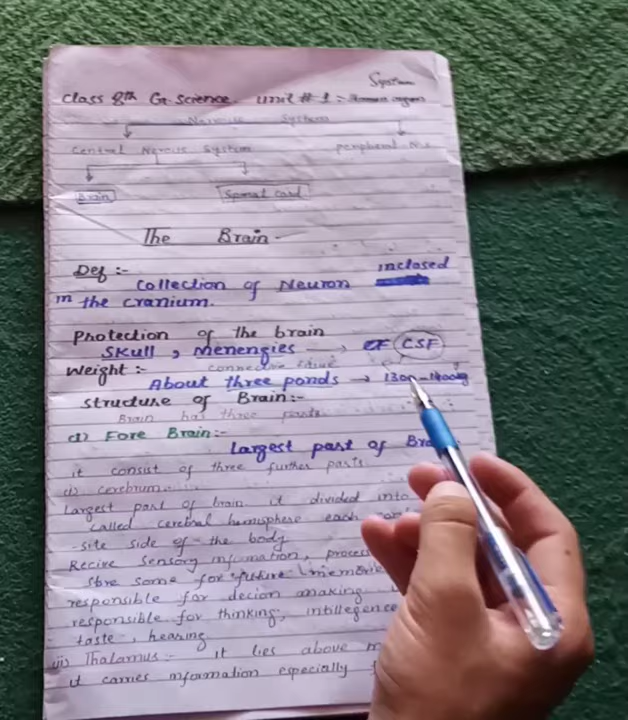 System
Class 8th G. Science. Unit # 1 :- Human organs
Nervous System
Central Nervous System peripheral N.S
Brain Spinal cord
The Brain-
Def :- Collection of Neuron inclosed
in the cranium.
Protection of the brain
Skull, Menengies → CSF
connective tissue
Weight:-
About three ponds → 1300-1400g
Structure of Brain:-
Brain has three parts
(1) Fore Brain:-
Largest part of Bra
it consist of three further parts
(i) cerebrum.
Largest part of brain it divided into
called cerebral hemisphere each
-site side of the body
Recive sensory information, process
Store some for future memorie
responsible for decion making
responsible for thinking, intillegence
taste, hearing
(ii) Thalamus:- it lies above m
it carries information especially f